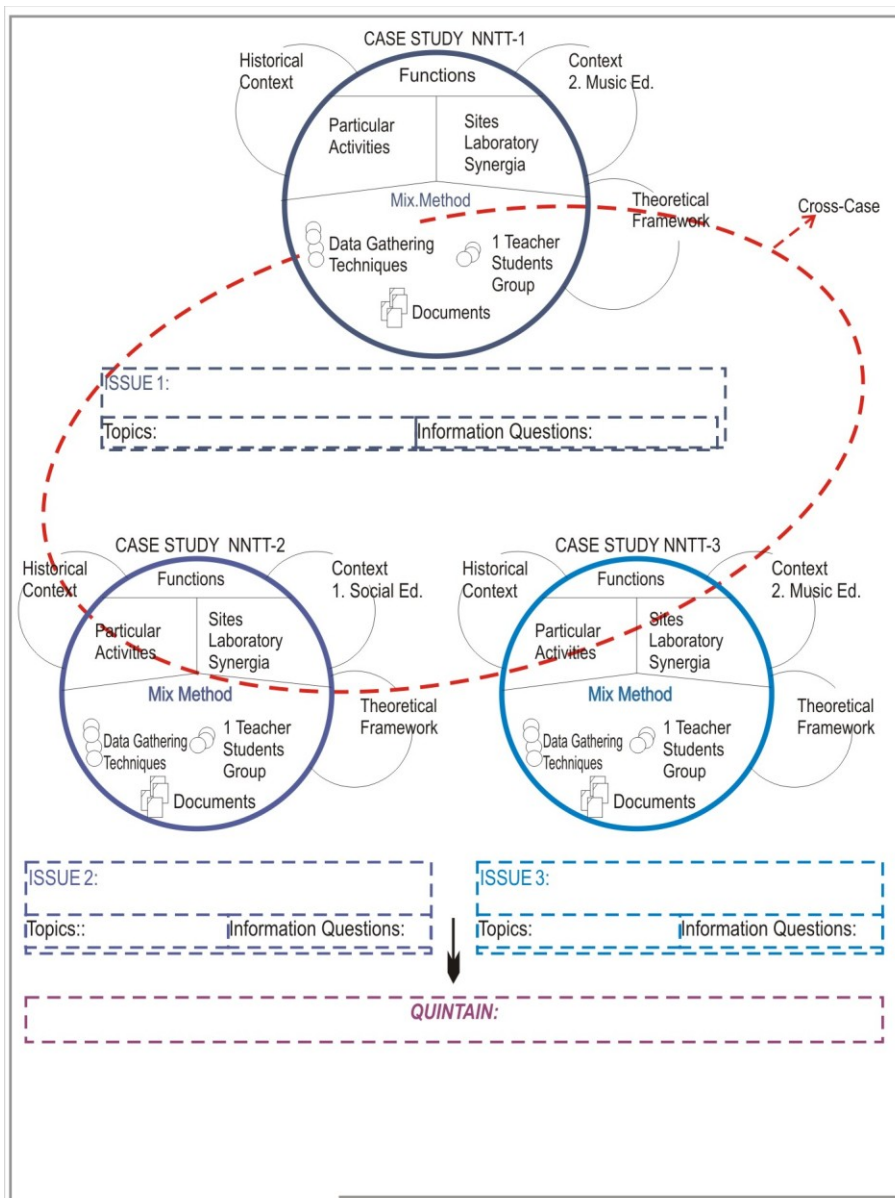 CASE STUDY NNTT-1
Historical
Context
Functions
Context
2. Music Ed.
Particular
Activities
Sites
Laboratory
Synergia
Mix.Method
Theoretical
Framework
Cross-Case
Data Gathering
Techniques
1 Teacher
Students
Group
Documents
ISSUE 1:
Topics:
Information Questions:
CASE STUDY NNTT-2
Historical
Context
Functions
Context
1. Social Ed.
Particular
Activities
Sites
Laboratory
Synergia
Mix Method
Theoretical
Framework
Data Gathering
Techniques
1 Teacher
Students
Group
Documents
CASE STUDY NNTT-3
Historical
Context
Functions
Context
2. Music Ed.
Particular
Activities
Sites
Laboratory
Synergia
Mix Method
Theoretical
Framework
Data Gathering
Techniques
1 Teacher
Students
Group
Documents
ISSUE 2:
Topics::
Information Questions:
ISSUE 3:
Topics:
Information Questions:
QUINTAIN: